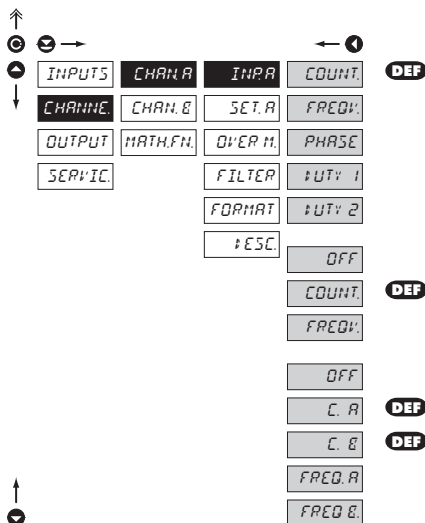 C
INPUTS CHAN. A INP. A COUNT. DEF
CHANNE. CHAN. B SET. A FREQV.
OUTPUT MATH.FN. OVER M. PHASE
SERVIC. FILTER DUTY 1
FORMAT DUTY 2
DESC.
OFF
COUNT. DEF
FREQV.
OFF
C. A DEF
C. B DEF
FREQ. A
FREQ B.